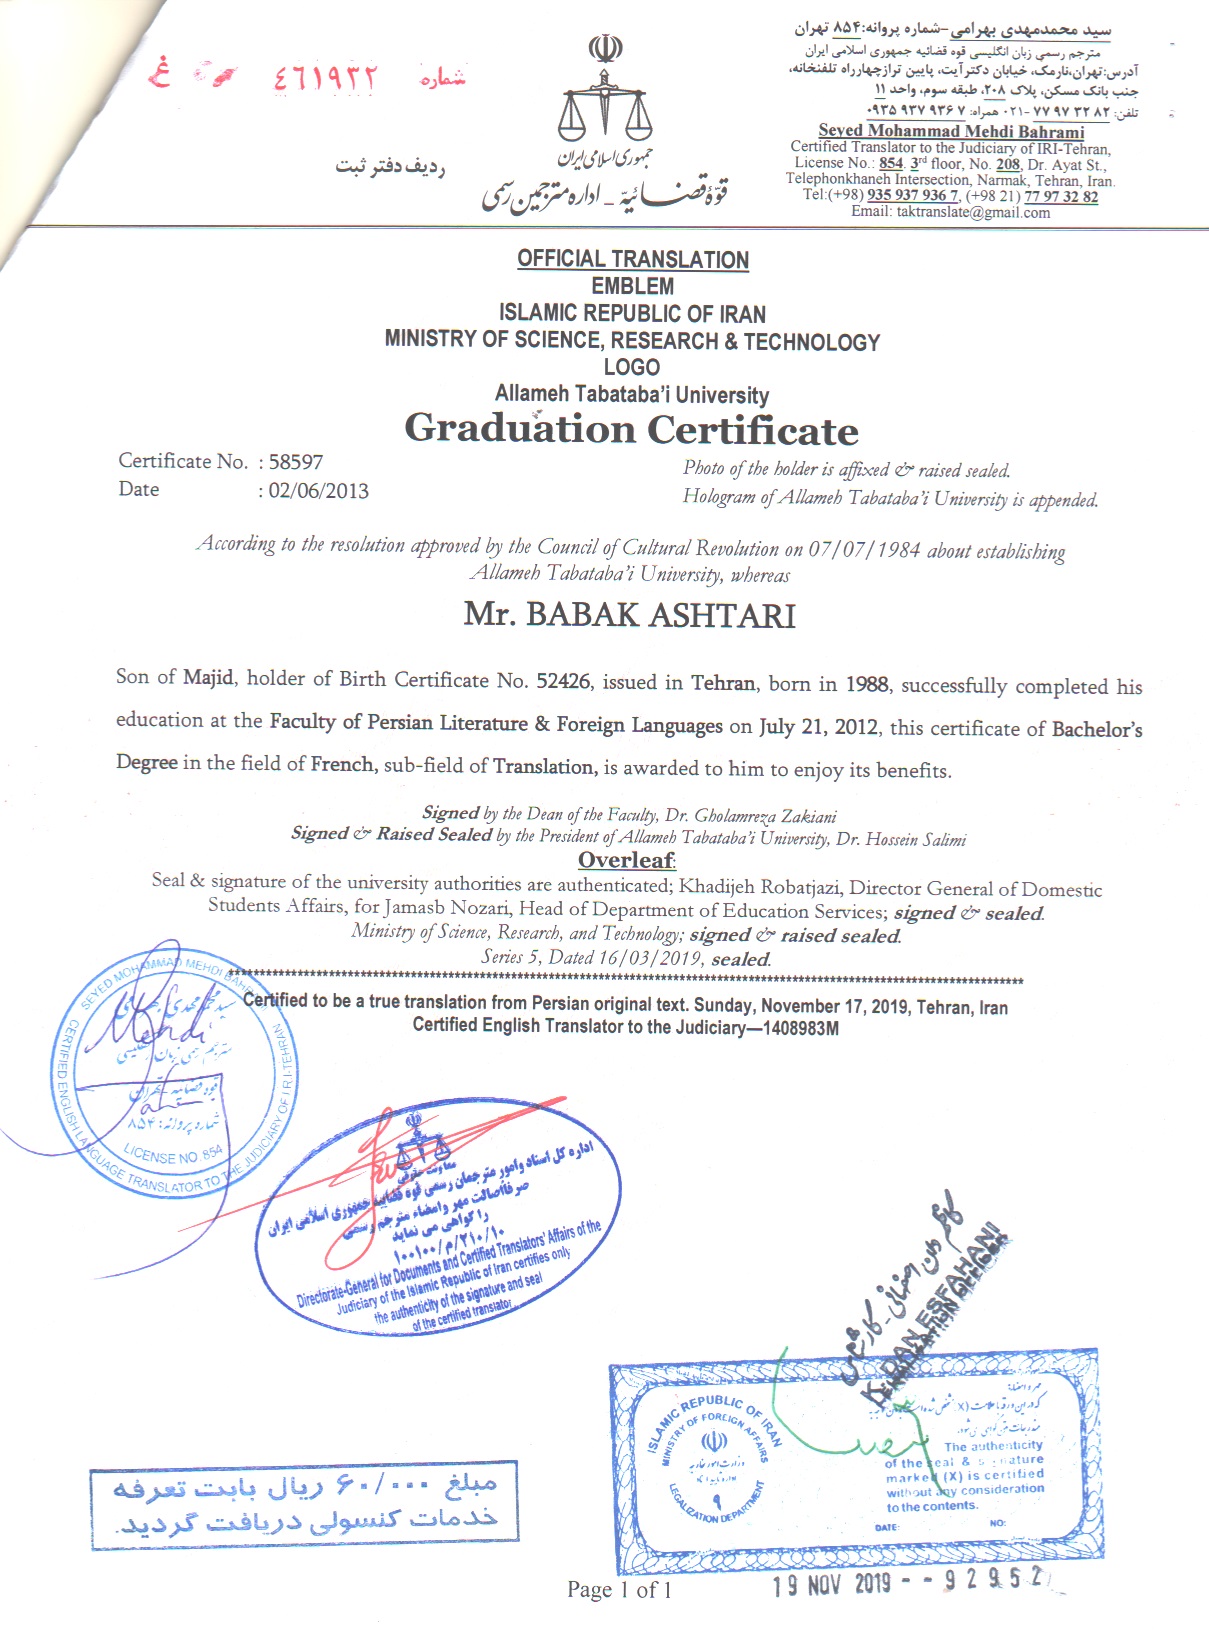 سید محمدمهدی بهرامی–شماره پروانه: ۸۵۴ تهران
مترجم رسمی زبان انگلیسی قوه قضائیه جمهوری اسلامی ایران
آدرس:تهران،نارمک، خیابان دکترآیت، پایین ترازچهارراه تلفنخانه،
جنب بانک مسکن، پلاک ۲۰۸، طبقه سوم، واحد ۱۱
تلفن: ۸۲ ۳۲ ۹۷ ۷۷ -۰۲۱ همراه: ۷ ۹۳۶ ۹۳۷ ۰۹۳۵
Seyed Mohammad Mehdi Bahrami
Certified Translator to the Judiciary of IRI-Tehran,
License No.: 854. 3rd floor, No. 208, Dr. Ayat St.,
Telephonkhaneh Intersection, Narmak, Tehran, Iran.
Tel:(+98) 935 937 936 7, (+98 21) 77 97 32 82
Email: taktranslate@gmail.com
شماره ٤٦١٩٣٢ غ
ردیف دفتر ثبت
جمهوری اسلامی ایران
قوّهٔ قضـائیّه - اداره مترجمین رسمی
OFFICIAL TRANSLATION
EMBLEM
ISLAMIC REPUBLIC OF IRAN
MINISTRY OF SCIENCE, RESEARCH & TECHNOLOGY
LOGO
Allameh Tabataba’i University
Graduation Certificate
Certificate No. : 58597
Date : 02/06/2013
Photo of the holder is affixed & raised sealed.
Hologram of Allameh Tabataba’i University is appended.
According to the resolution approved by the Council of Cultural Revolution on 07/07/1984 about establishing
Allameh Tabataba’i University, whereas
Mr. BABAK ASHTARI
Son of Majid, holder of Birth Certificate No. 52426, issued in Tehran, born in 1988, successfully completed his
education at the Faculty of Persian Literature & Foreign Languages on July 21, 2012, this certificate of Bachelor’s
Degree in the field of French, sub-field of Translation, is awarded to him to enjoy its benefits.
Signed by the Dean of the Faculty, Dr. Gholamreza Zakiani
Signed & Raised Sealed by the President of Allameh Tabataba’i University, Dr. Hossein Salimi
Overleaf:
Seal & signature of the university authorities are authenticated; Khadijeh Robatjazi, Director General of Domestic
Students Affairs, for Jamasb Nozari, Head of Department of Education Services; signed & sealed.
Ministry of Science, Research, and Technology; signed & raised sealed.
Series 5, Dated 16/03/2019, sealed.
Certified to be a true translation from Persian original text. Sunday, November 17, 2019, Tehran, Iran
Certified English Translator to the Judiciary—1408983M
SEYED MOHAMMAD MEHDI BAHRAMI
CERTIFIED ENGLISH LANGUAGE TRANSLATOR TO THE JUDICIARY OF I.R.I-TEHRAN
سید محمدمهدی بهرامی
مترجم رسمی زبان انگلیسی
قوه قضائیه - تهران
شماره پروانه: ۸۵۴
LICENSE NO. 854
معاونت حقوقی
اداره کل اسناد وامور مترجمان رسمی قوه قضاییه جمهوری اسلامی ایران
صرفاًاصالت مهر وامضاء مترجم رسمی
را گواهی می نماید
۱۰۰۱۰۰/م/۲۱۰/۱۰
Directorate-General for Documents and Certified Translators' Affairs of the
Judiciary of the Islamic Republic of Iran certifies only
the authenticity of the signature and seal
of the certified translator
DAN ESFAHANI
ISLAMIC REPUBLIC OF IRAN
MINISTRY OF FOREIGN AFFAIRS
وزارت امور خارجه
۹
LEGALIZATION DEPARTMENT
The authenticity
of the seal & signature
marked (X) is certified
without any consideration
to the contents.
DATE: NO:
مبلغ ۶۰/۰۰۰ ریال بابت تعرفه
خدمات کنسولی دریافت گردید.
Page 1 of 1
19 NOV 2019 - - 92952